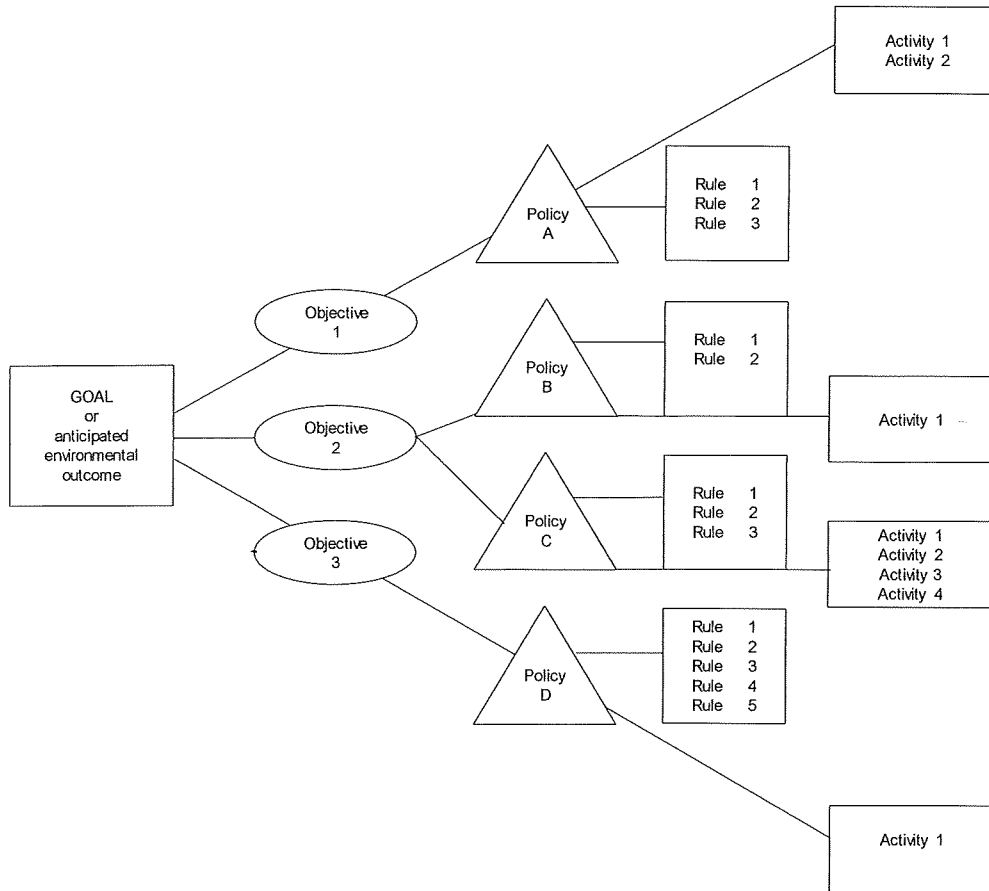 Activity 1
Activity 2
Policy
A
Rule 1
Rule 2
Rule 3
Objective
1
GOAL
or
anticipated
environmental
outcome
Objective
2
Policy
B
Rule 1
Rule 2
Activity 1
Policy
C
Rule 1
Rule 2
Rule 3
Activity 1
Activity 2
Activity 3
Activity 4
Objective
3
Policy
D
Rule 1
Rule 2
Rule 3
Rule 4
Rule 5
Activity 1